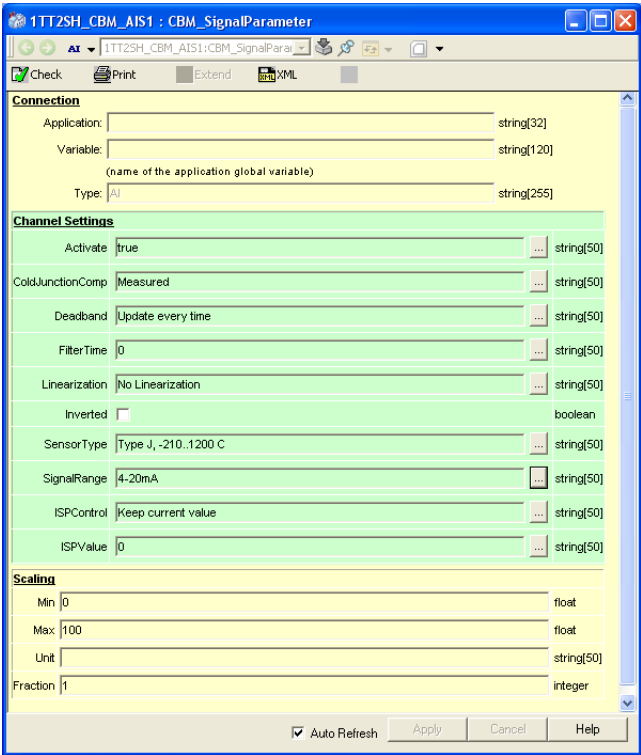 1TT2SH_CBM_AIS1 : CBM_SignalParameter
AI 1TT2SH_CBM_AIS1:CBM_SignalParai
Check Print Extend XML XML
Connection
Application: string[32]
Variable: string[120]
(name of the application global variable)
Type: AI string[255]
Channel Settings
Activate true ... string[50]
ColdJunctionComp Measured ... string[50]
Deadband Update every time ... string[50]
FilterTime 0 ... string[50]
Linearization No Linearization ... string[50]
Inverted boolean
SensorType Type J, -210..1200 C ... string[50]
SignalRange 4-20mA ... string[50]
ISPControl Keep current value ... string[50]
ISPValue 0 ... string[50]
Scaling
Min 0 float
Max 100 float
Unit string[50]
Fraction 1 integer
Auto Refresh Apply Cancel Help